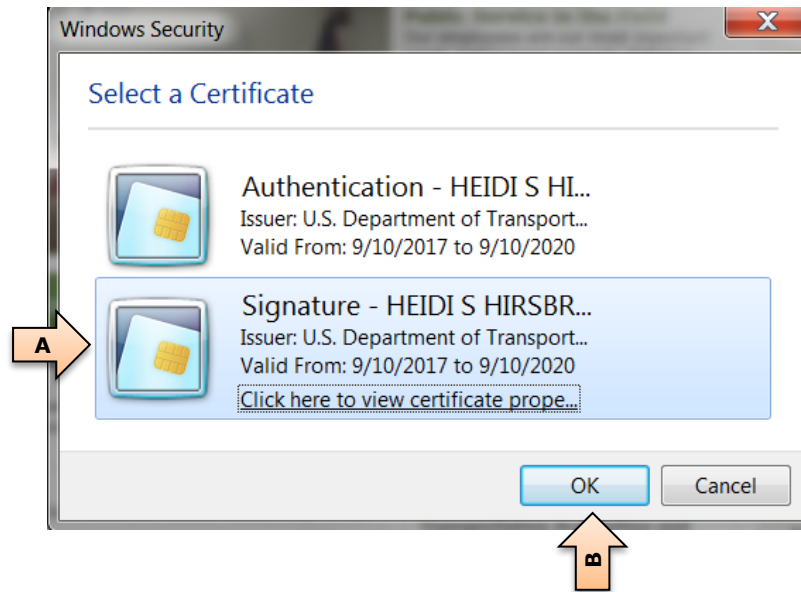 Windows Security
Select a Certificate
Authentication - HEIDI S HI...
Issuer: U.S. Department of Transport...
Valid From: 9/10/2017 to 9/10/2020
Signature - HEIDI S HIRSBR...
Issuer: U.S. Department of Transport...
Valid From: 9/10/2017 to 9/10/2020
Click here to view certificate prope...
A
OK
Cancel
B